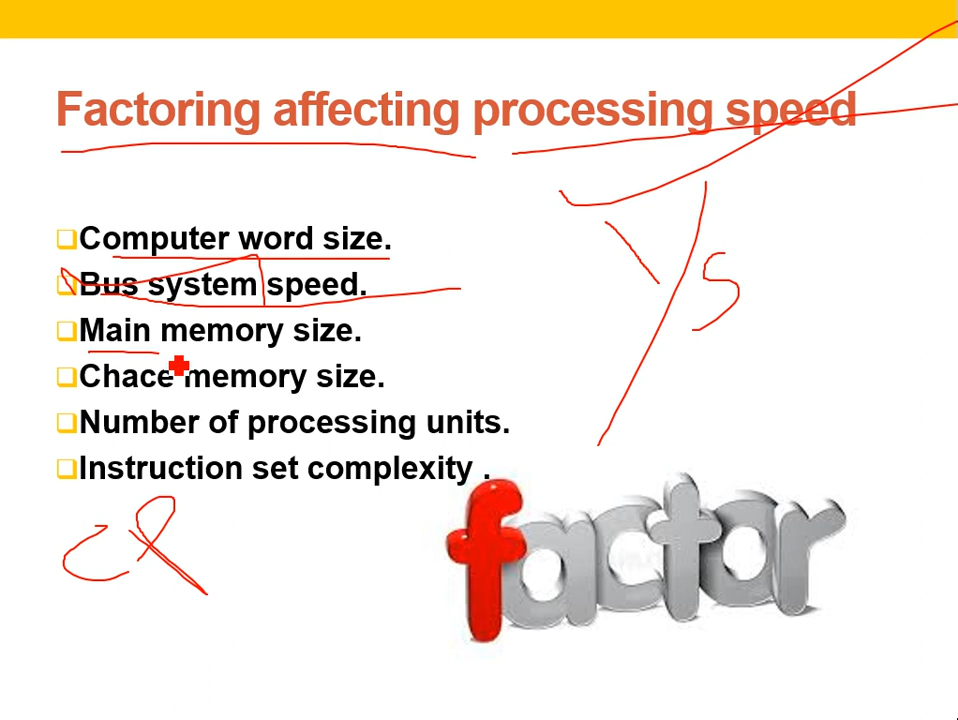 Factoring affecting processing speed
Computer word size.
Bus system speed.
Main memory size.
Chace memory size.
Number of processing units.
Instruction set complexity .
factor